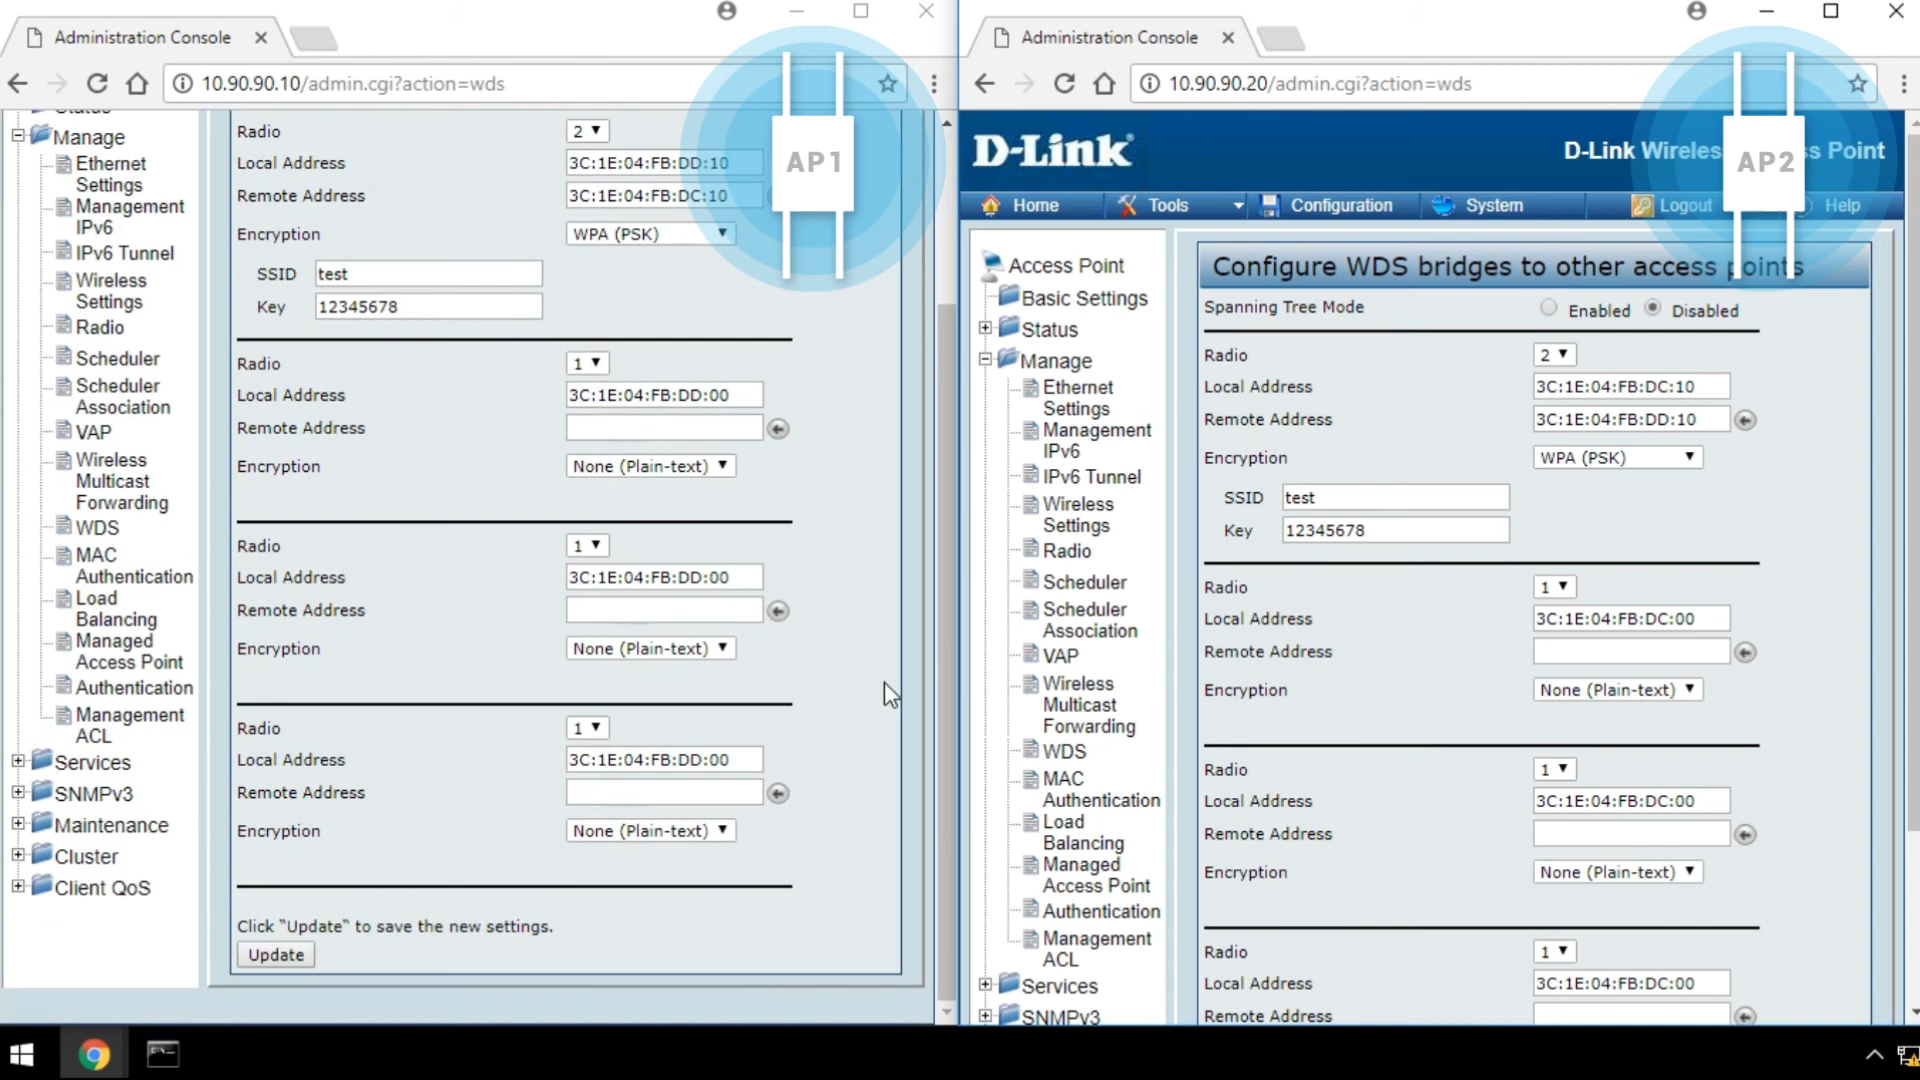 Administration Console
10.90.90.10/admin.cgi?action=wds
AP1
Manage
Ethernet
Settings
Management
IPv6
IPv6 Tunnel
Wireless
Settings
Radio
Scheduler
Scheduler
Association
VAP
Wireless
Multicast
Forwarding
WDS
MAC
Authentication
Load
Balancing
Managed
Access Point
Authentication
Management
ACL
Services
SNMPv3
Maintenance
Cluster
Client QoS
Radio 2
Local Address 3C:1E:04:FB:DD:10
Remote Address 3C:1E:04:FB:DC:10
Encryption WPA (PSK)
SSID test
Key 12345678
Radio 1
Local Address 3C:1E:04:FB:DD:00
Remote Address
Encryption None (Plain-text)
Radio 1
Local Address 3C:1E:04:FB:DD:00
Remote Address
Encryption None (Plain-text)
Radio 1
Local Address 3C:1E:04:FB:DD:00
Remote Address
Encryption None (Plain-text)
Click "Update" to save the new settings.
Update
Administration Console
10.90.90.20/admin.cgi?action=wds
D-Link
D-Link Wireless
ss Point
AP2
Home Tools Configuration System Logout Help
Access Point
Basic Settings
Status
Manage
Ethernet
Settings
Management
IPv6
IPv6 Tunnel
Wireless
Settings
Radio
Scheduler
Scheduler
Association
VAP
Wireless
Multicast
Forwarding
WDS
MAC
Authentication
Load
Balancing
Managed
Access Point
Authentication
Management
ACL
Services
SNMPv3
Configure WDS bridges to other access points
Spanning Tree Mode Enabled Disabled
Radio 2
Local Address 3C:1E:04:FB:DC:10
Remote Address 3C:1E:04:FB:DD:10
Encryption WPA (PSK)
SSID test
Key 12345678
Radio 1
Local Address 3C:1E:04:FB:DC:00
Remote Address
Encryption None (Plain-text)
Radio 1
Local Address 3C:1E:04:FB:DC:00
Remote Address
Encryption None (Plain-text)
Radio 1
Local Address 3C:1E:04:FB:DC:00
Remote Address